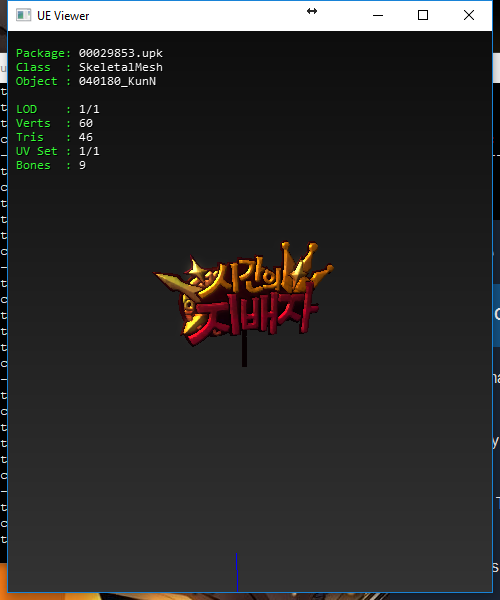 UE Viewer
Package: 00029853.upk
Class : SkeletalMesh
Object : 040180_KunN
LOD : 1/1
Verts : 60
Tris : 46
UV Set : 1/1
Bones : 9
시간의
지배자